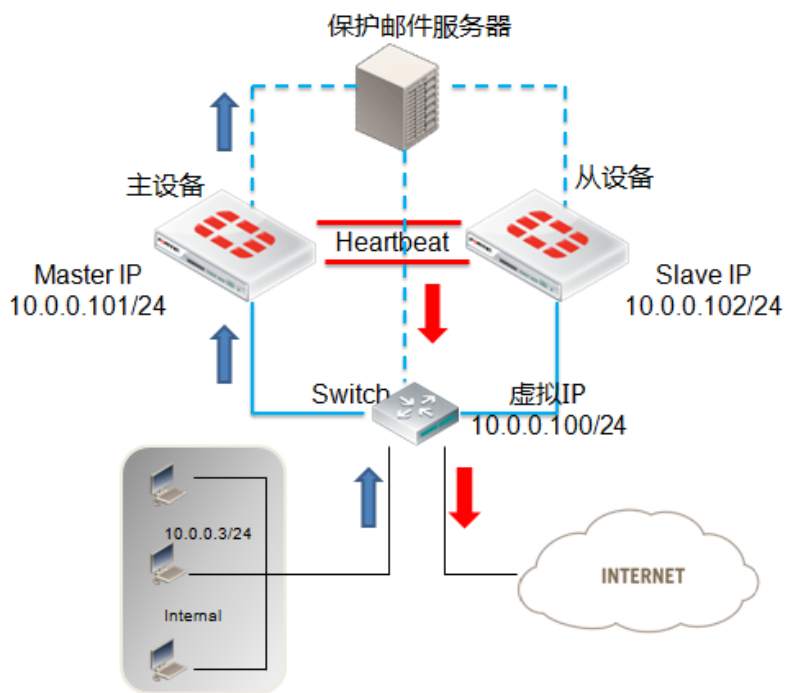 保护邮件服务器
主设备
从设备
Heartbeat
Master IP
10.0.0.101/24
Slave IP
10.0.0.102/24
Switch
虚拟IP
10.0.0.100/24
10.0.0.3/24
Internal
INTERNET